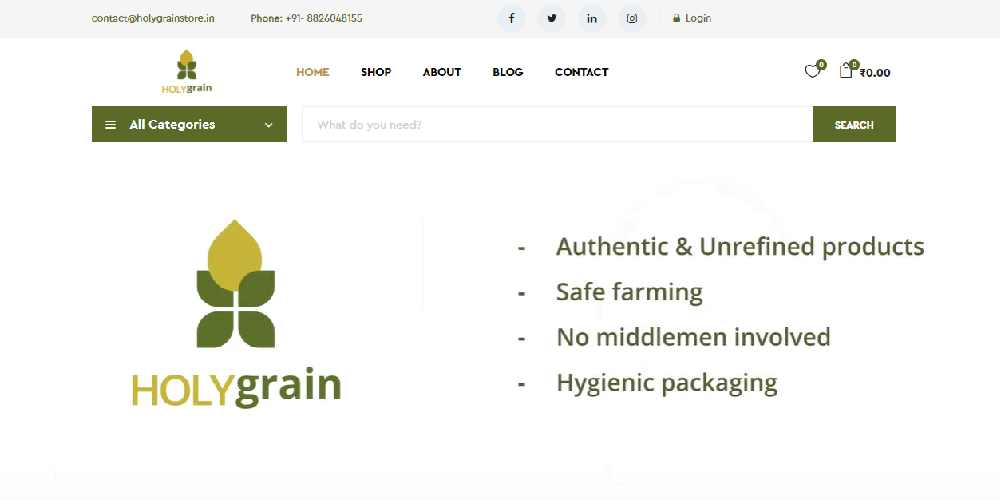 contact@holygrainstore.in Phone: +91- 8826048155 Login
HOLYgrain
HOME SHOP ABOUT BLOG CONTACT
0 0 ₹0.00
All Categories What do you need? SEARCH
HOLYgrain
- Authentic & Unrefined products
- Safe farming
- No middlemen involved
- Hygienic packaging